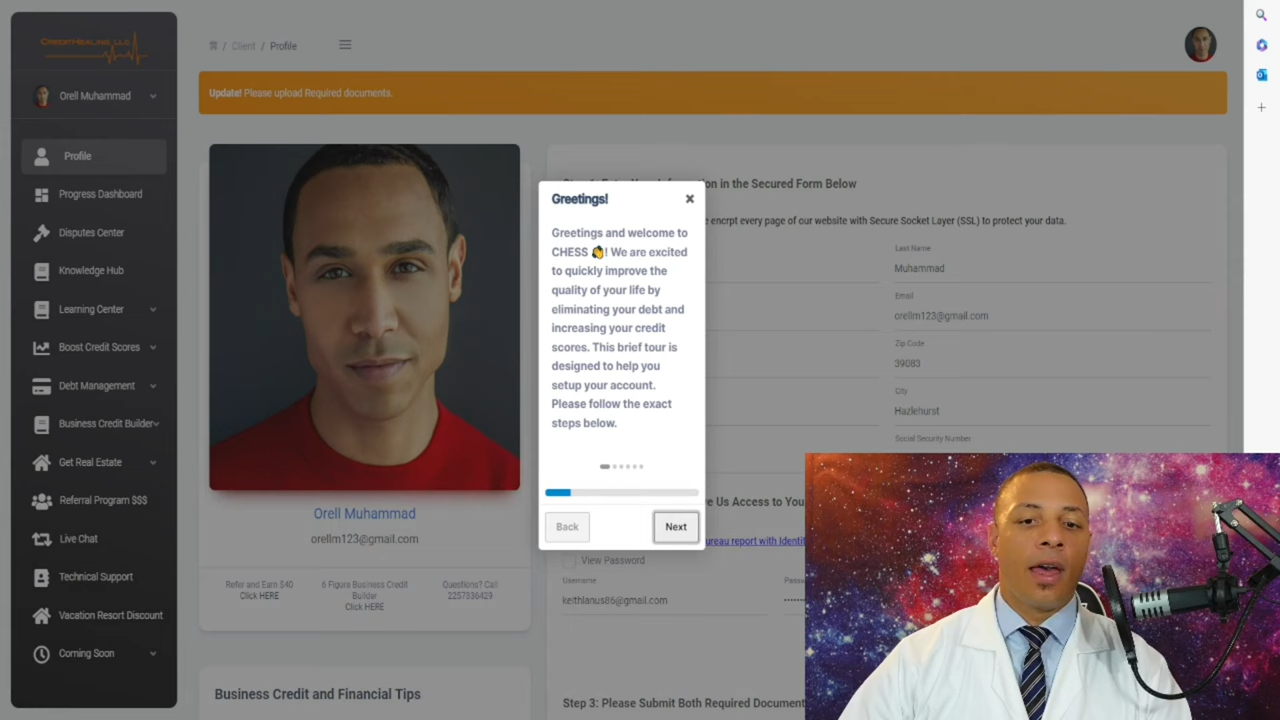 CREDITHEALING, LLC
Orell Muhammad
Profile
Progress Dashboard
Disputes Center
Knowledge Hub
Learning Center
Boost Credit Scores
Debt Management
Business Credit Builder
Get Real Estate
Referral Program $$$
Live Chat
Technical Support
Vacation Resort Discount
Coming Soon
/ Client / Profile
Update! Please upload Required documents.
Orell Muhammad
orellm123@gmail.com
Refer and Earn $40
Click HERE
6 Figure Business Credit
Builder
Click HERE
Questions? Call
2257336429
Business Credit and Financial Tips
Greetings!
Greetings and welcome to
CHESS 👏! We are excited
to quickly improve the
quality of your life by
eliminating your debt and
increasing your credit
scores. This brief tour is
designed to help you
setup your account.
Please follow the exact
steps below.
Back
Next
in the Secured Form Below
encrpt every page of our website with Secure Socket Layer (SSL) to protect your data.
Last Name
Muhammad
Email
orellm123@gmail.com
Zip Code
39083
City
Hazlehurst
Social Security Number
Us Access to
bureau report with
View Password
Username
keithlanus86@gmail.com
Step 3: Please Submit Both Required